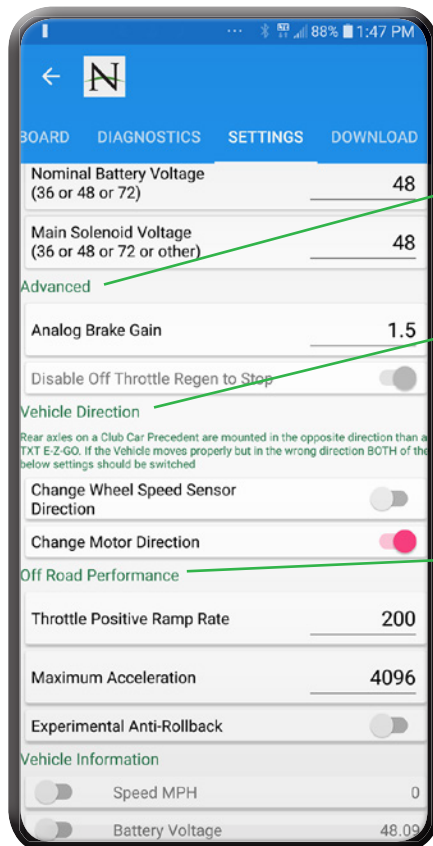 88% 1:47 PM
N
BOARD DIAGNOSTICS SETTINGS DOWNLOAD
Nominal Battery Voltage
(36 or 48 or 72)
48
Main Solenoid Voltage
(36 or 48 or 72 or other)
48
Advanced
Analog Brake Gain 1.5
Disable Off Throttle Regen to Stop
Vehicle Direction
Rear axles on a Club Car Precedent are mounted in the opposite direction than a
TXT E-Z-GO. If the Vehicle moves properly but in the wrong direction BOTH of the
below settings should be switched
Change Wheel Speed Sensor
Direction
Change Motor Direction
Off Road Performance
Throttle Positive Ramp Rate 200
Maximum Acceleration 4096
Experimental Anti-Rollback
Vehicle Information
Speed MPH 0
Battery Voltage 48.09